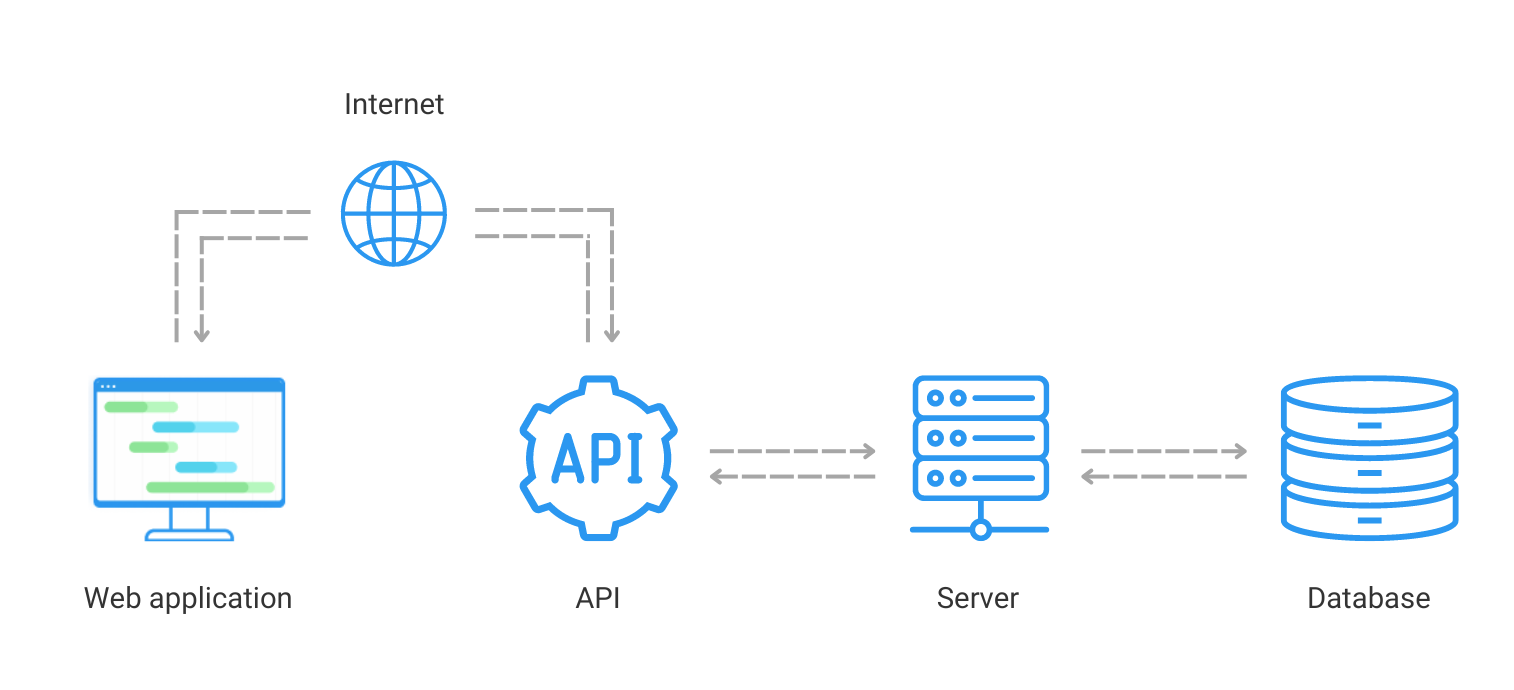 Internet
API
Web application
API
Server
Database